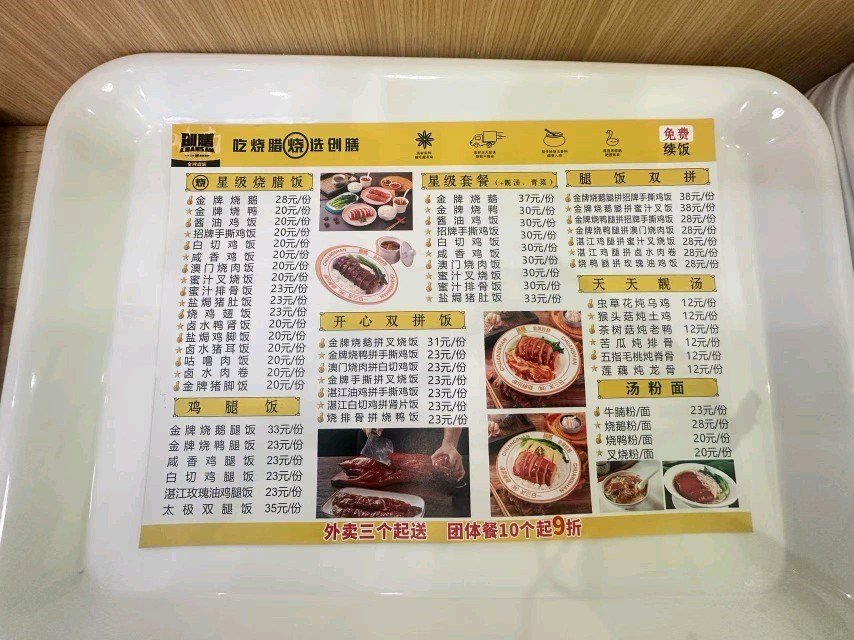 创膳
吃烧腊 烧 选创膳
免费
续饭
烧 星级烧腊饭
金牌烧鹅 28元/份
金牌烧鸭 20元/份
酱油鸡饭 20元/份
招牌手撕鸡饭 20元/份
白切鸡饭 20元/份
咸香鸡饭 20元/份
澳门烧肉饭 20元/份
蜜汁叉烧饭 20元/份
蜜汁排骨饭 20元/份
盐焗猪肚饭 20元/份
烧鸡翅饭 20元/份
卤水鸭肾饭 20元/份
盐焗鸡脚饭 20元/份
卤水猪耳饭 20元/份
咕噜肉饭 20元/份
卤水肉卷 20元/份
金牌猪脚饭 20元/份
鸡腿饭
金牌烧鹅腿饭 33元/份
金牌烧鸭腿饭 23元/份
咸香鸡腿饭 23元/份
白切鸡腿饭 23元/份
湛江玫瑰油鸡腿饭 23元/份
太极双腿饭 35元/份
开心双拼饭
金牌烧鹅拼叉烧饭 31元/份
金牌烧鸭拼手撕鸡饭 23元/份
澳门烧肉拼白切鸡饭 23元/份
金牌手撕拼叉烧饭 23元/份
湛江油鸡拼手撕鸡饭 23元/份
湛江白切鸡拼肾片饭 23元/份
烧排骨拼烧鸭饭 23元/份
星级套餐(+靓汤、青菜)
金牌烧鹅 37元/份
金牌烧鸭 30元/份
酱油鸡饭 30元/份
招牌手撕鸡饭 30元/份
白切鸡饭 30元/份
咸香鸡饭 30元/份
澳门烧肉饭 30元/份
蜜汁叉烧饭 30元/份
蜜汁排骨饭 30元/份
盐焗猪肚饭 33元/份
腿饭双拼
金牌烧鹅腿拼招牌手撕鸡饭 38元/份
金牌烧鹅腿拼蜜汁叉饭 38元/份
金牌烧鸭腿拼手撕鸡饭 28元/份
金牌烧鸭腿拼澳门烧肉饭 28元/份
湛江鸡腿拼蜜汁叉烧饭 28元/份
湛江鸡腿拼卤水肉卷 28元/份
烧鸭腿拼玫瑰油鸡饭 28元/份
天天靓汤
虫草花炖乌鸡 12元/份
猴头菇炖土鸡 12元/份
茶树菇炖老鸭 12元/份
苦瓜炖排骨 12元/份
五指毛桃炖脊骨 12元/份
莲藕炖龙骨 12元/份
汤粉面
牛腩粉/面 23元/份
烧鹅粉/面 28元/份
烧鸭粉/面 20元/份
叉烧粉/面 20元/份
外卖三个起送 团体餐10个起9折